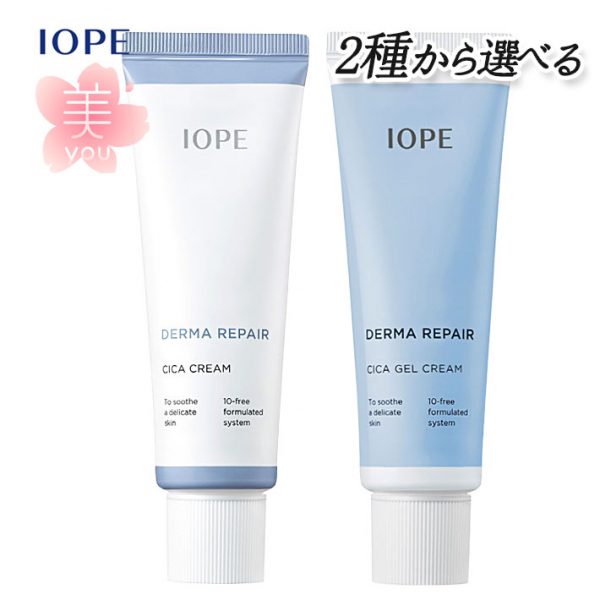 IOPE
2種から選べる
美
YOU
IOPE
DERMA REPAIR
CICA CREAM
To soothe
a delicate
skin
10-free
formulated
system
IOPE
DERMA REPAIR
CICA GEL CREAM
To soothe
a delicate
skin
10-free
formulated
system